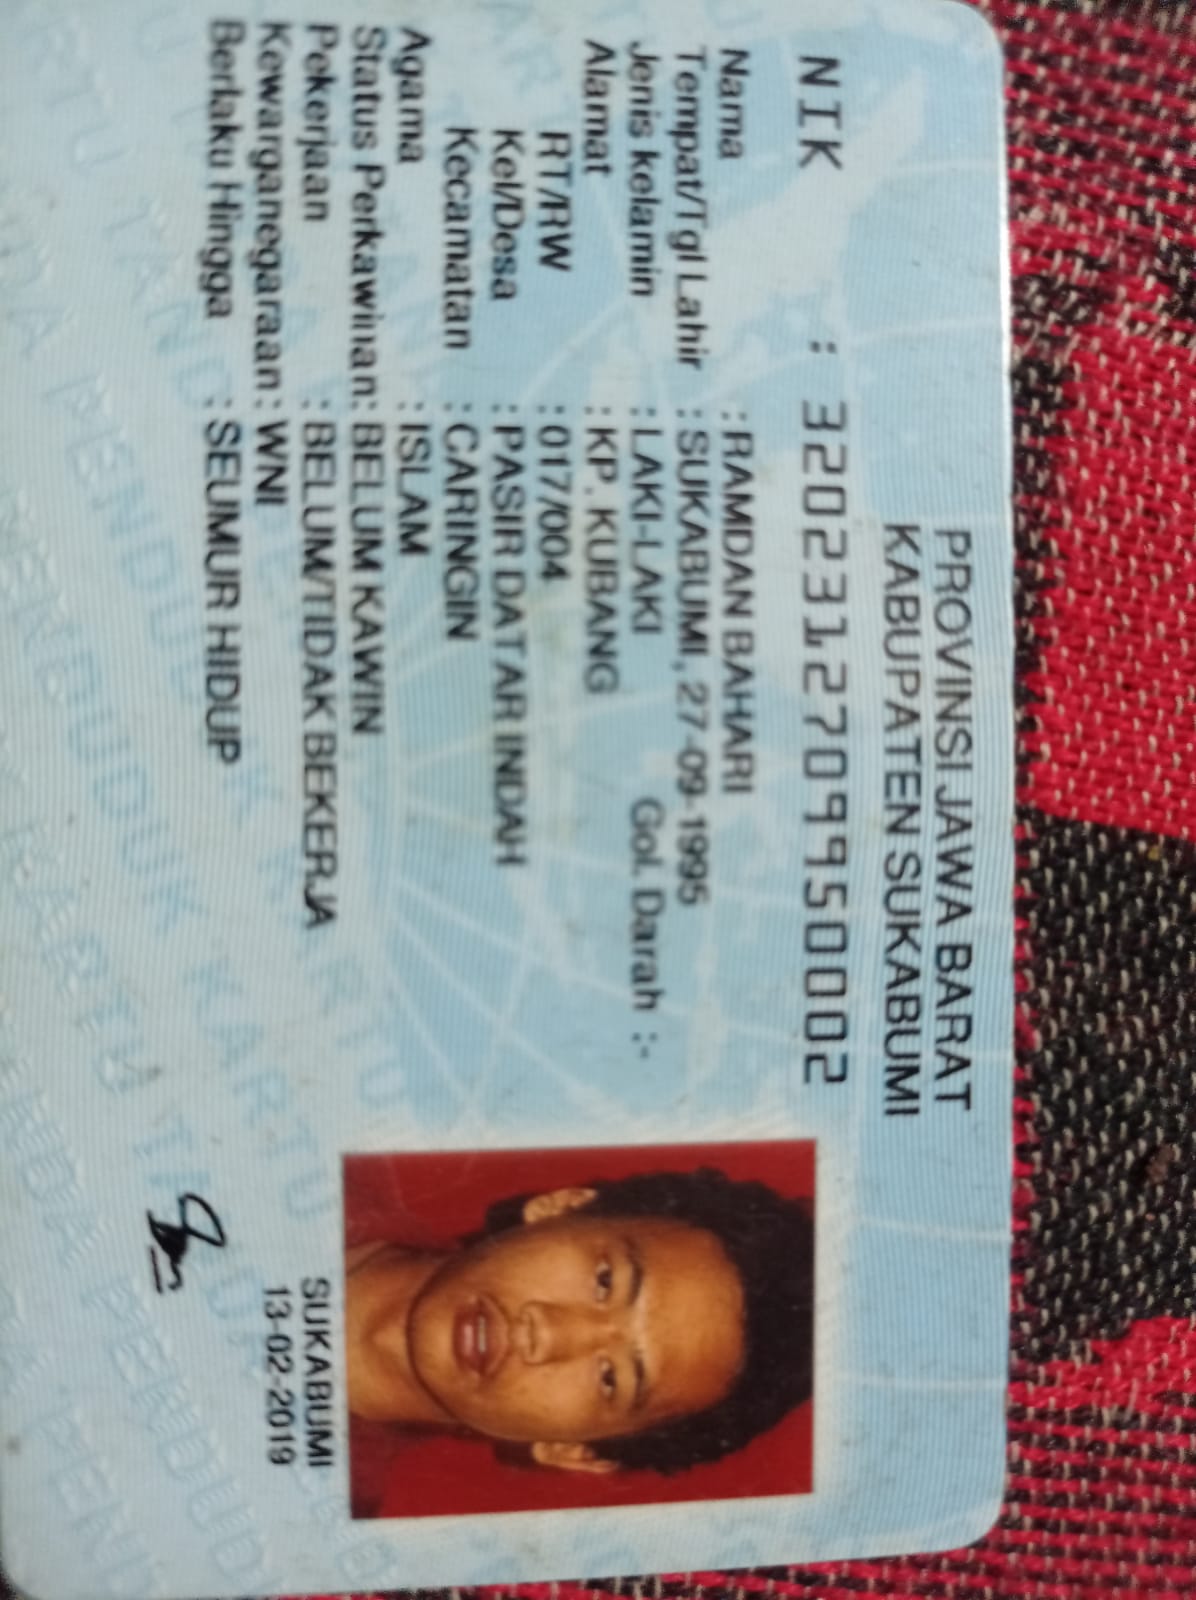 PROVINSI JAWA BARAT
KABUPATEN SUKABUMI
NIK : 3202312709950002
Nama : RAMDAN BAHARI
Tempat/Tgl Lahir : SUKABUMI, 27-09-1995
Jenis kelamin : LAKI-LAKI Gol. Darah :-
Alamat : KP. KUBANG
RT/RW : 017/004
Kel/Desa : PASIR DATAR INDAH
Kecamatan : CARINGIN
Agama : ISLAM
Status Perkawinan: BELUM KAWIN
Pekerjaan : BELUM/TIDAK BEKERJA
Kewarganegaraan: WNI
Berlaku Hingga : SEUMUR HIDUP
SUKABUMI
13-02-2019